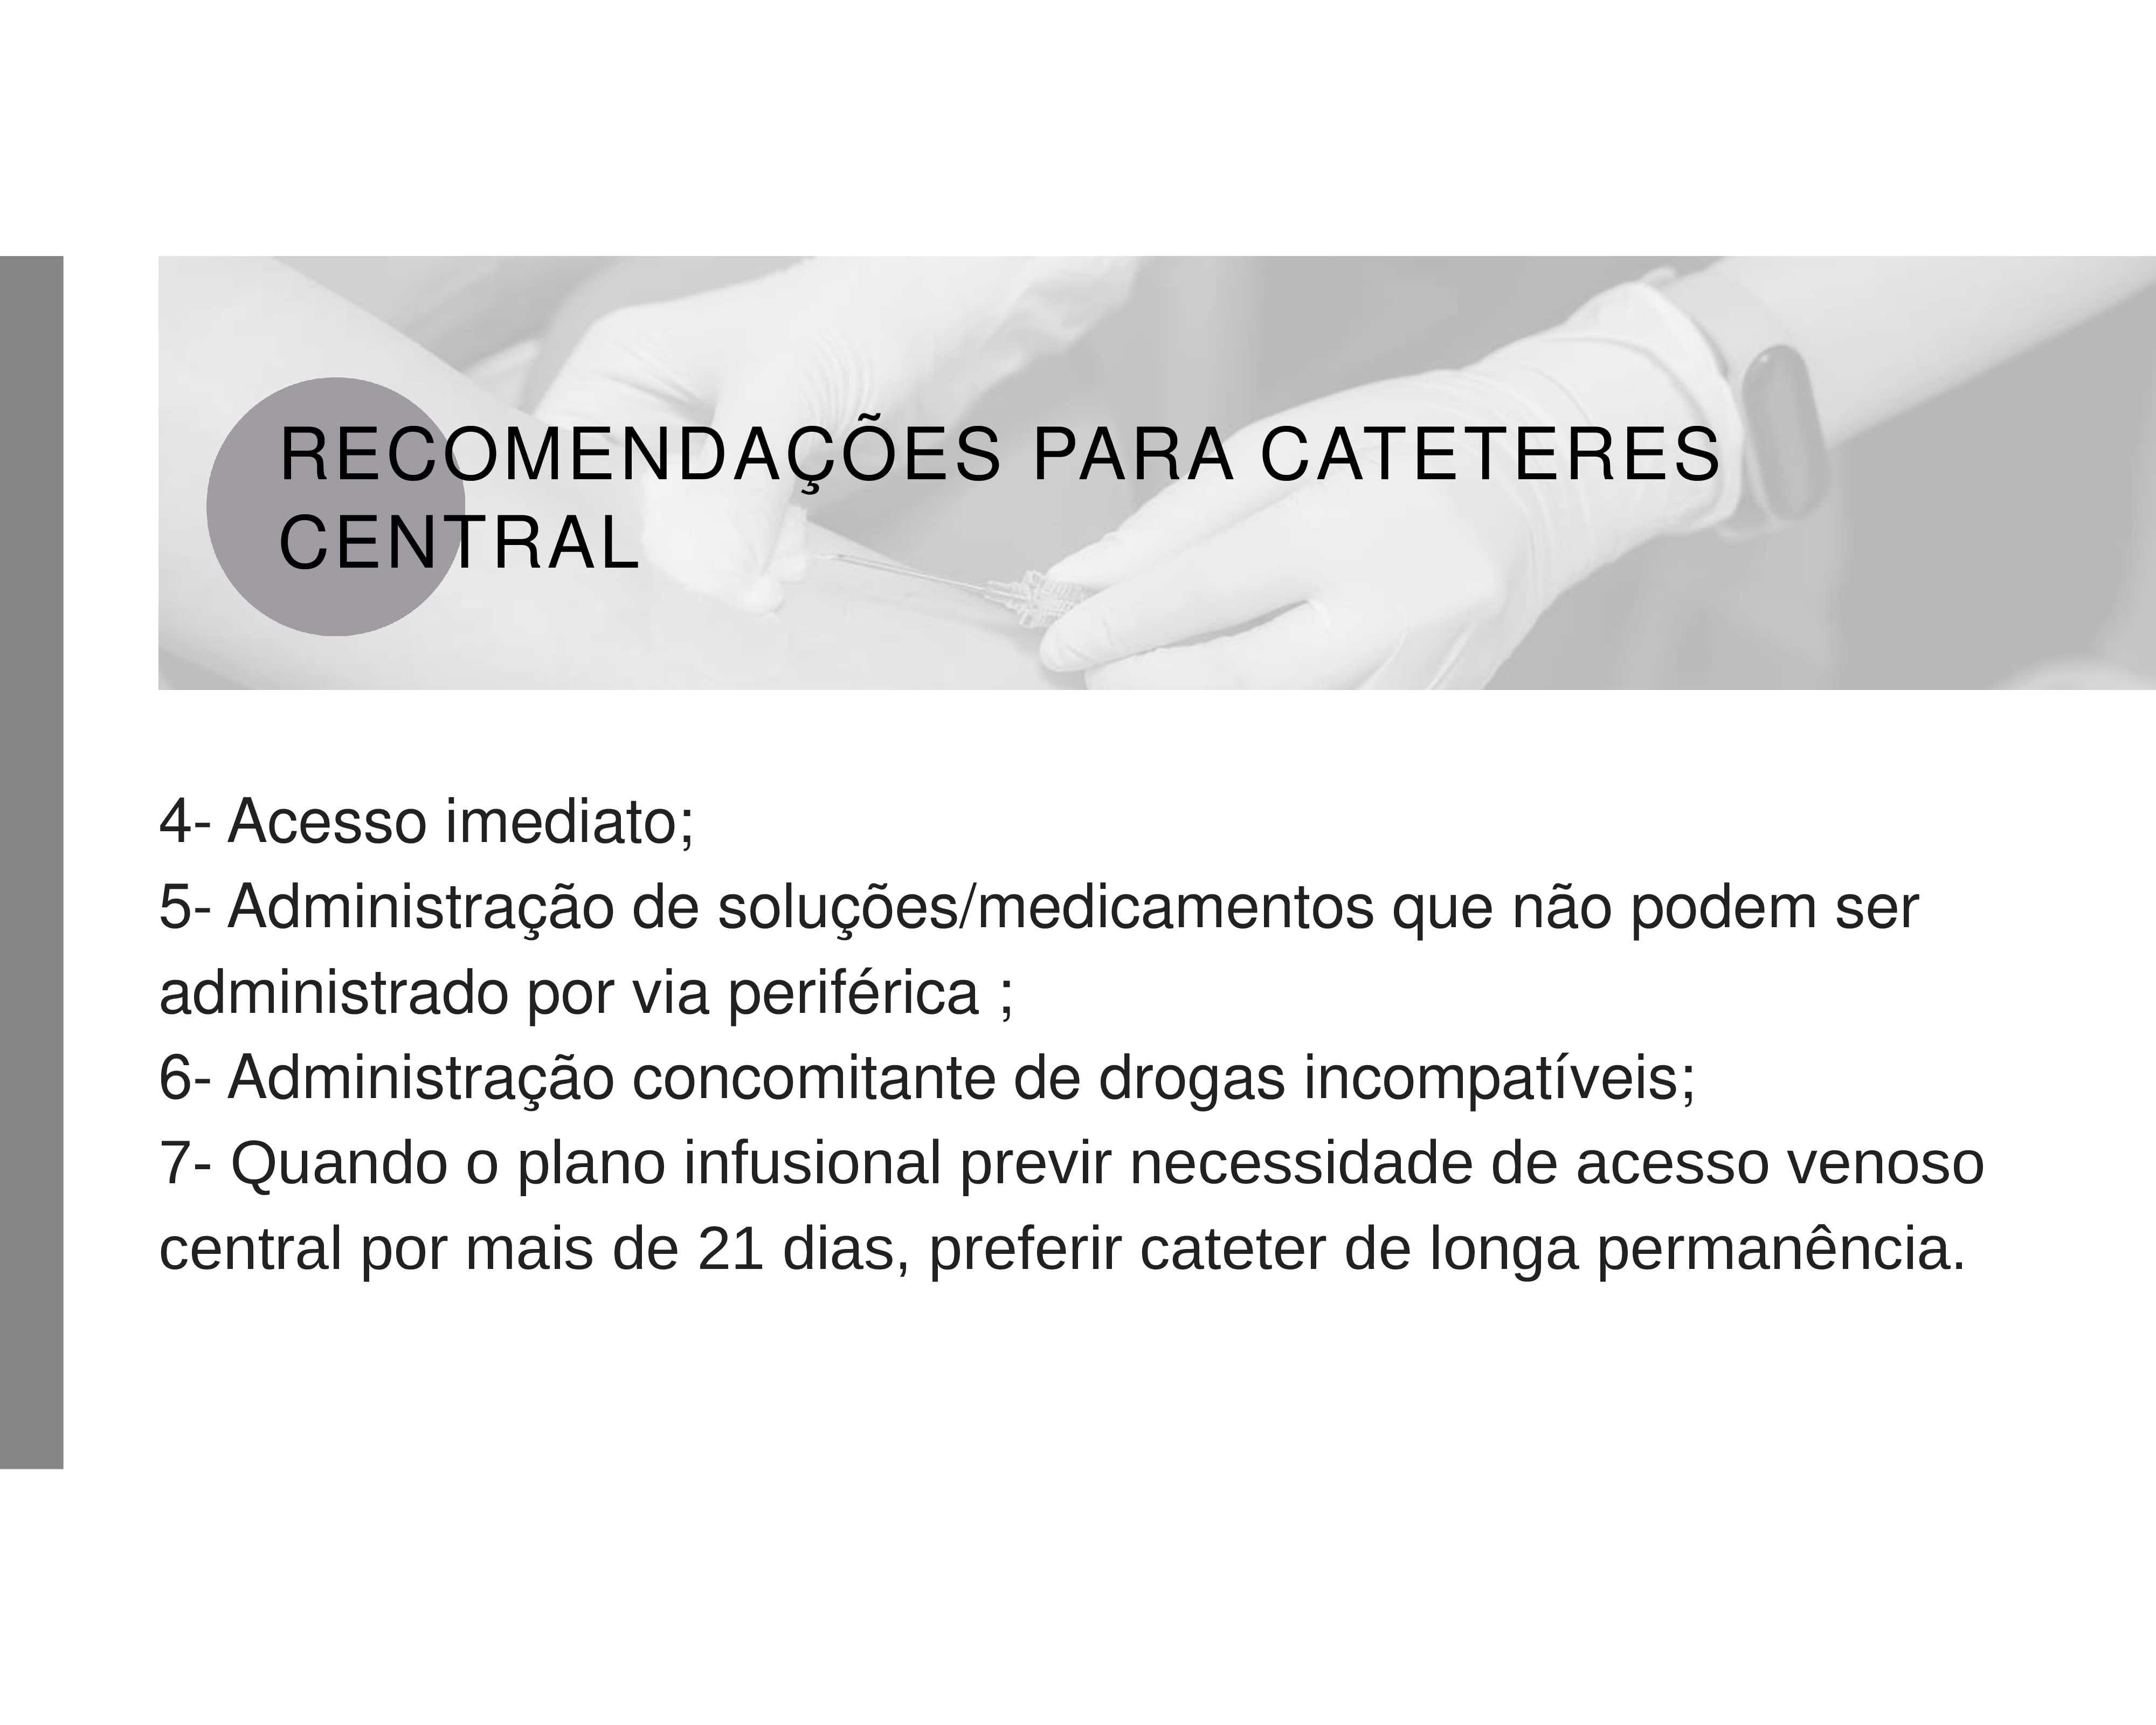 RECOMENDAÇÕES PARA CATETERES
CENTRAL
4- Acesso imediato;
5- Administração de soluções/medicamentos que não podem ser
administrado por via periférica ;
6- Administração concomitante de drogas incompatíveis;
7- Quando o plano infusional previr necessidade de acesso venoso
central por mais de 21 dias, preferir cateter de longa permanência.